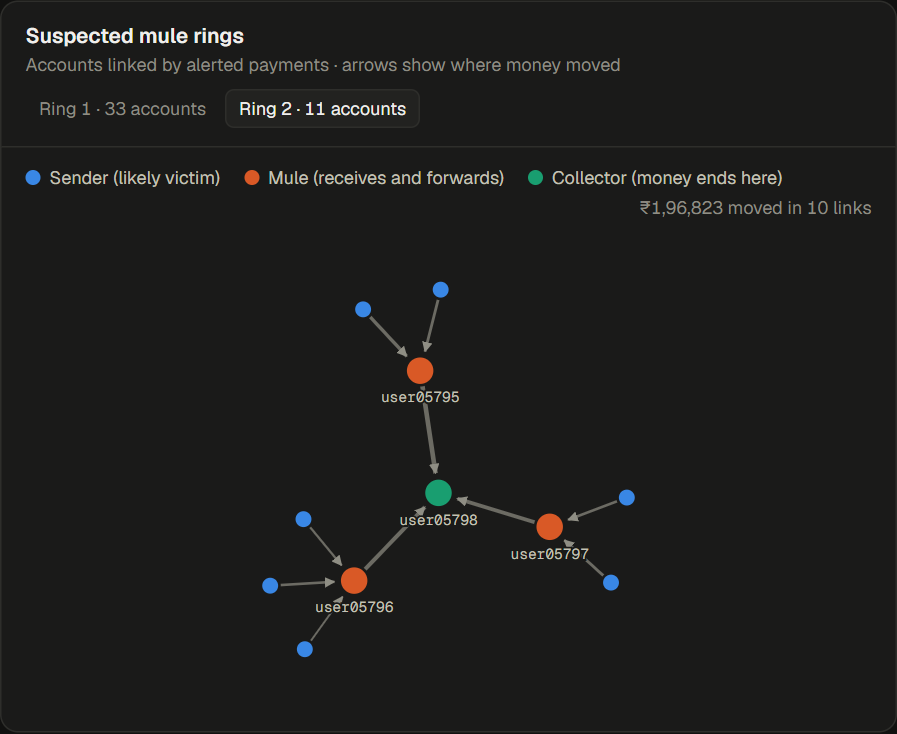 Suspected mule rings
Accounts linked by alerted payments · arrows show where money moved
Ring 1 · 33 accounts
Ring 2 · 11 accounts
Sender (likely victim)
Mule (receives and forwards)
Collector (money ends here)
₹1,96,823 moved in 10 links
user05795
user05798
user05797
user05796